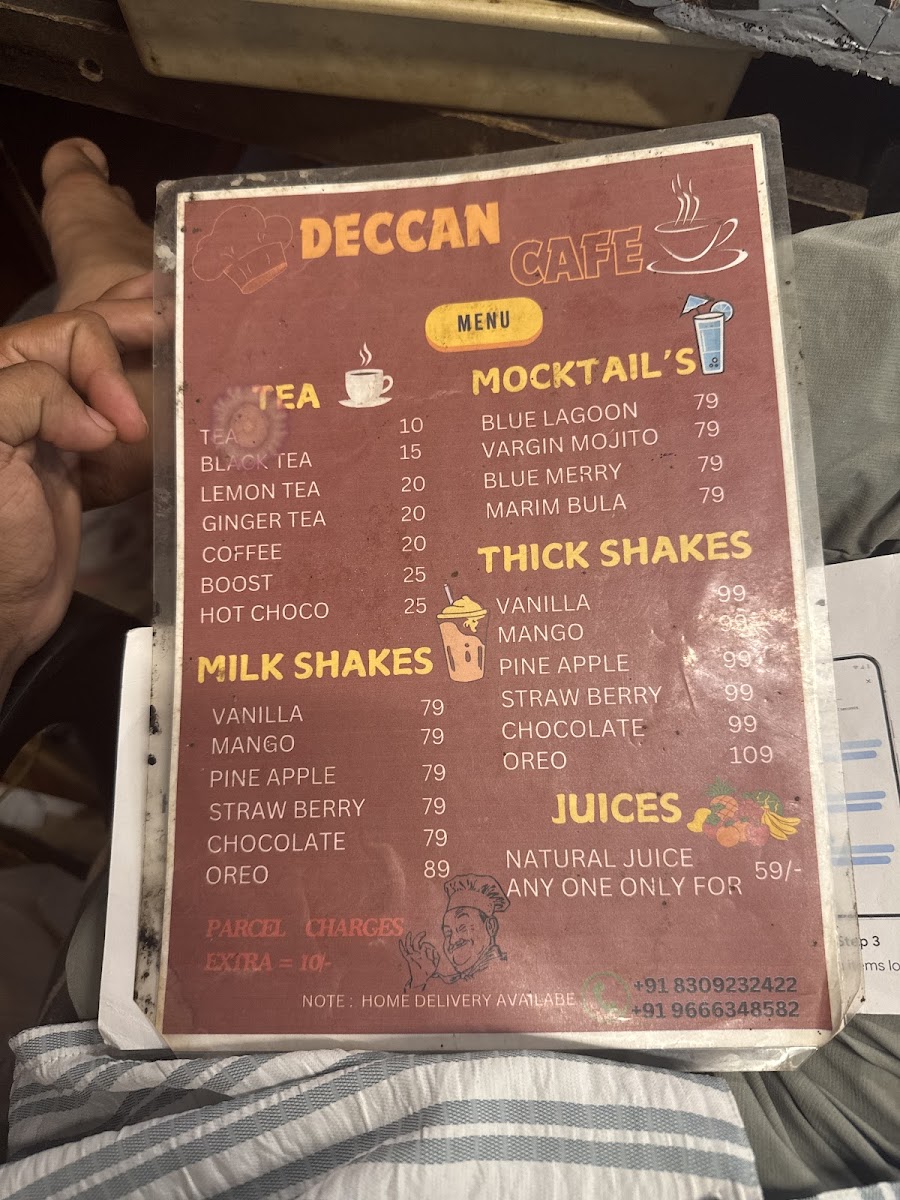 DECCAN CAFE
MENU
TEA
TEA 10
BLACK TEA 15
LEMON TEA 20
GINGER TEA 20
COFFEE 20
BOOST 25
HOT CHOCO 25
MILK SHAKES
VANILLA 79
MANGO 79
PINE APPLE 79
STRAW BERRY 79
CHOCOLATE 79
OREO 89
PARCEL CHARGES
EXTRA = 10/-
MOCKTAIL'S
BLUE LAGOON 79
VARGIN MOJITO 79
BLUE MERRY 79
MARIM BULA 79
THICK SHAKES
VANILLA 99
MANGO 99
PINE APPLE 99
STRAW BERRY 99
CHOCOLATE 99
OREO 109
JUICES
NATURAL JUICE
ANY ONE ONLY FOR 59/-
NOTE : HOME DELIVERY AVAILABE
+91 8309232422
+91 9666348582
Step 3